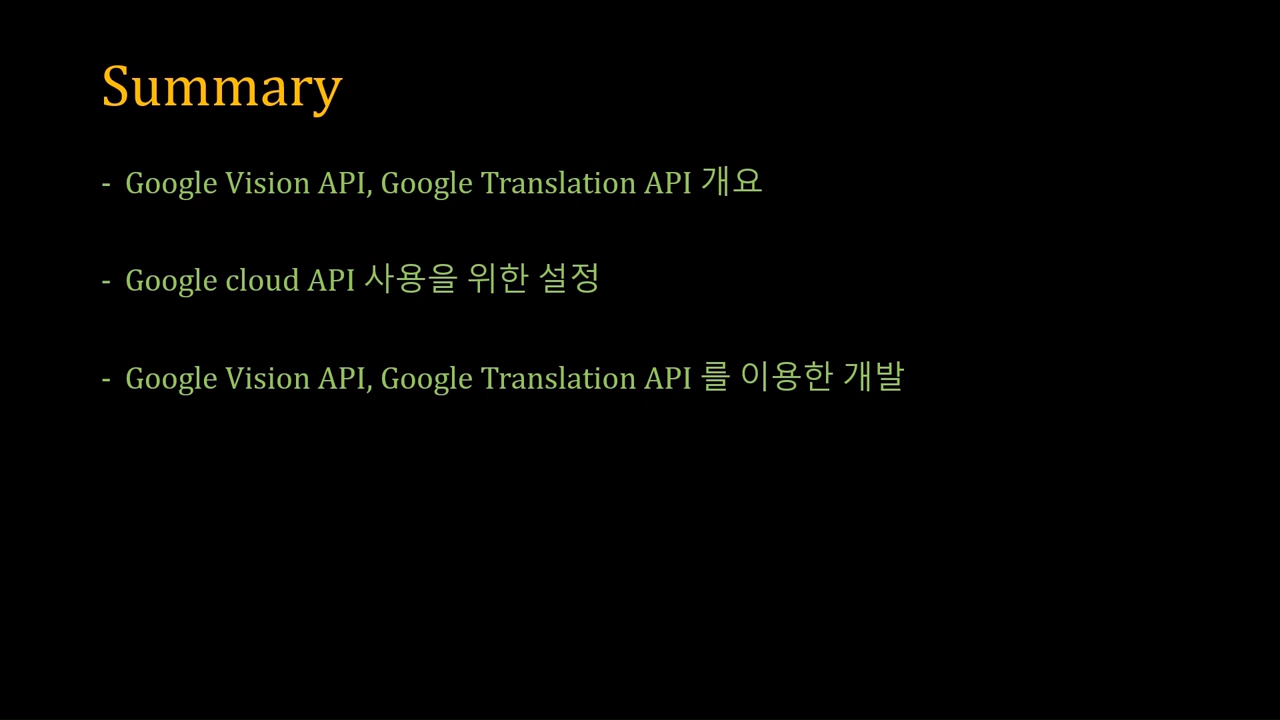 Summary
- Google Vision API, Google Translation API 개요
- Google cloud API 사용을 위한 설정
- Google Vision API, Google Translation API 를 이용한 개발